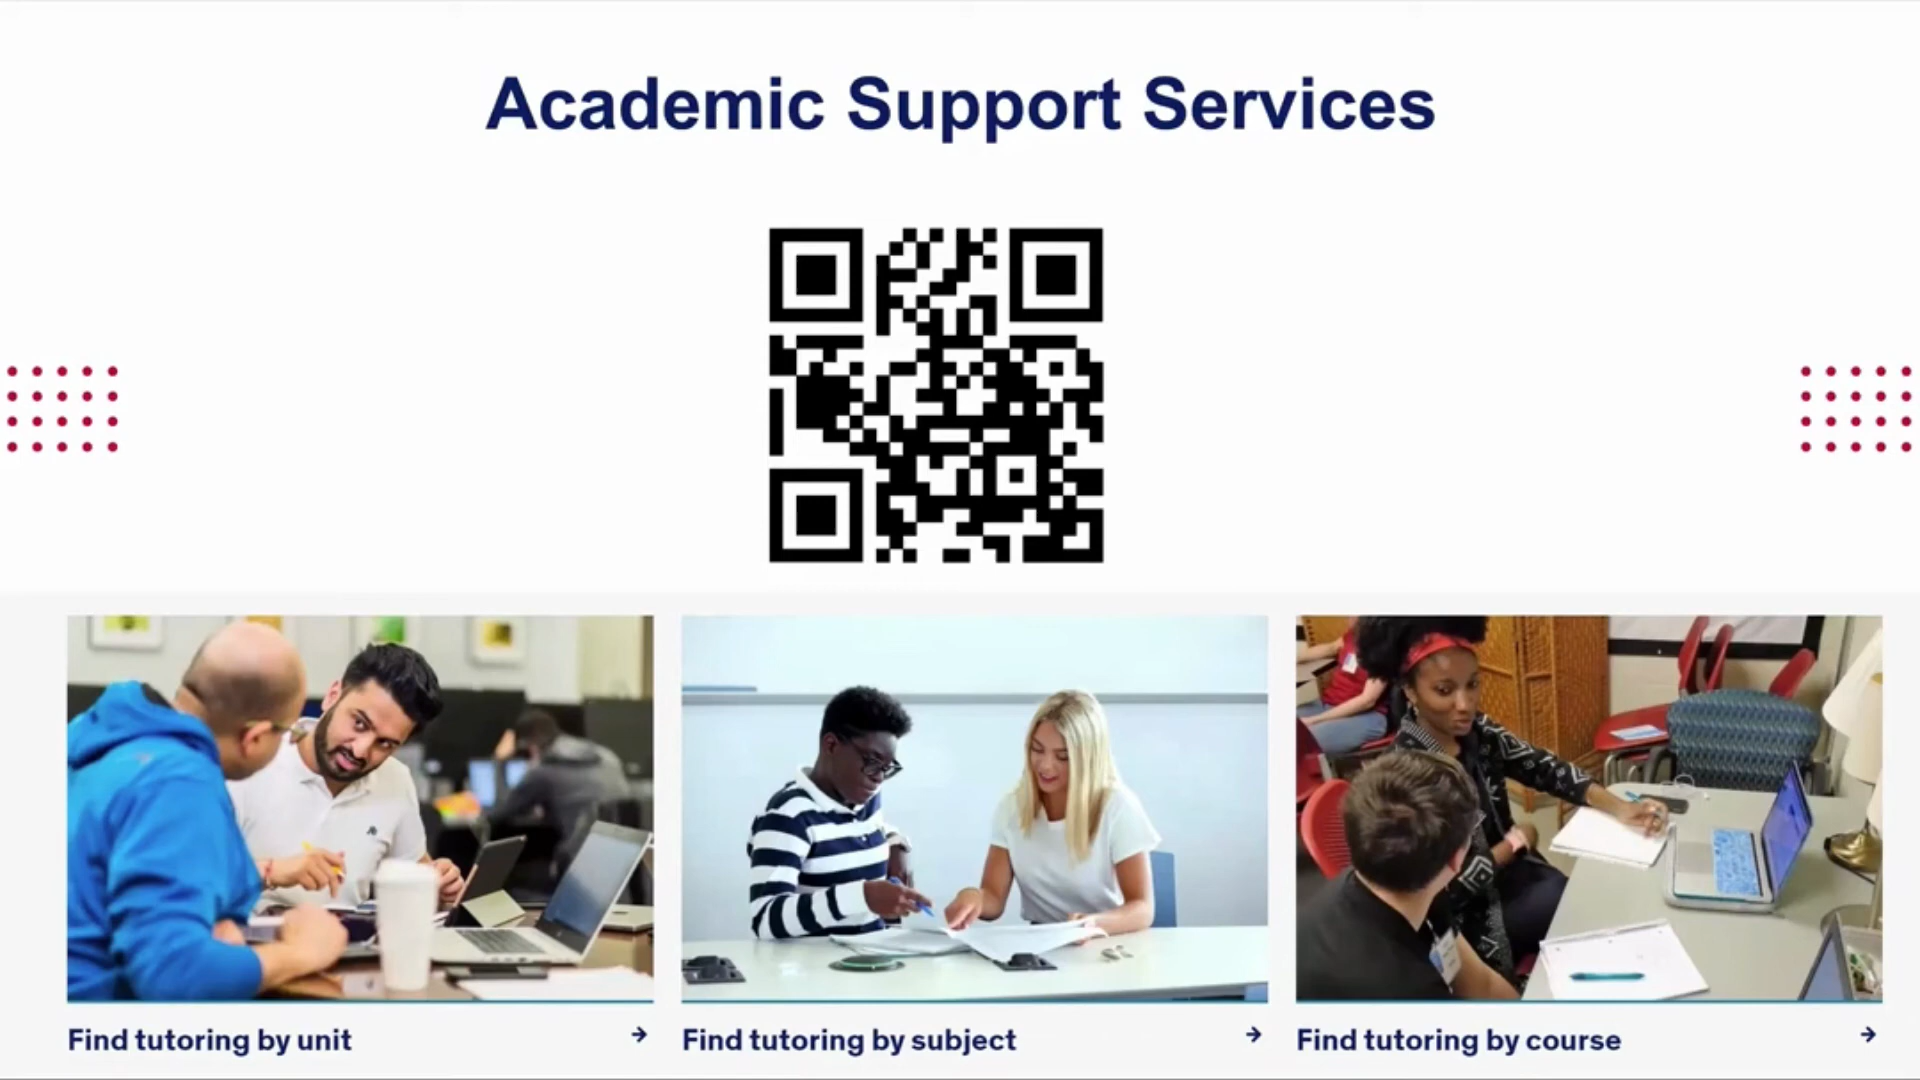 Academic Support Services
Find tutoring by unit
Find tutoring by subject
Find tutoring by course